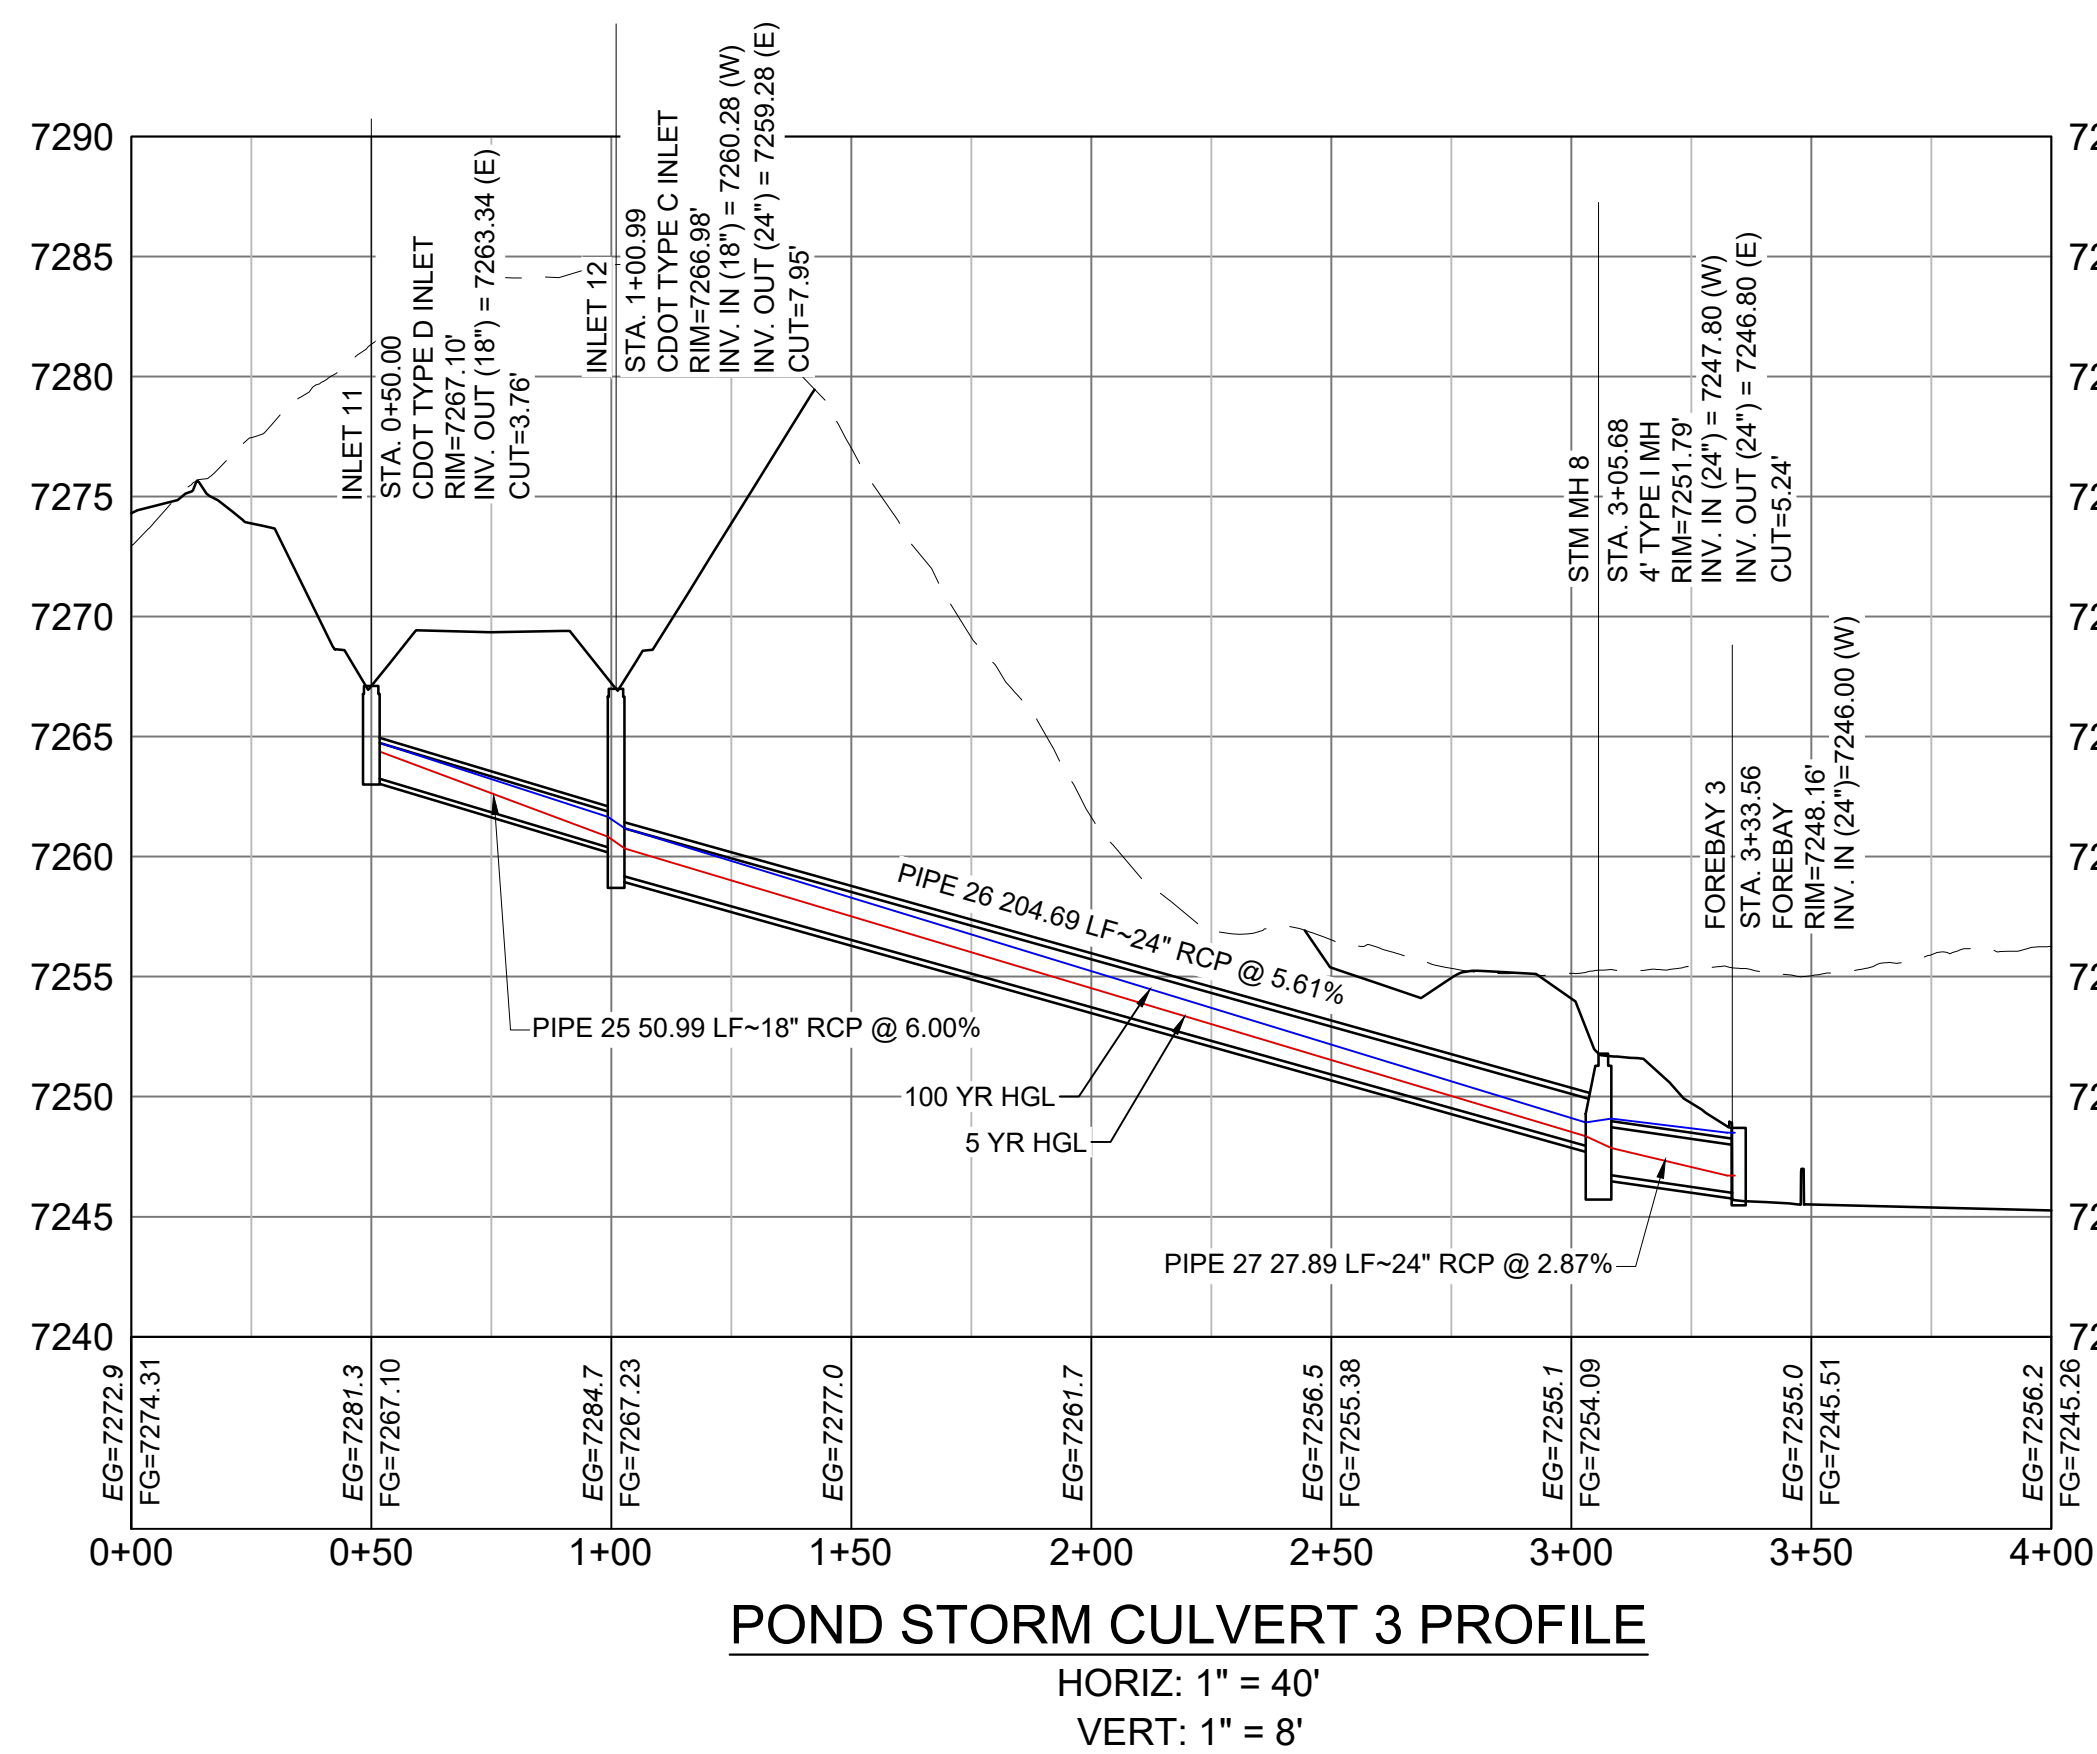 7290
7285
7280
7275
7270
7265
7260
7255
7250
7245
7240
INLET 11
STA. 0+50.00
CDOT TYPE D INLET
RIM=7267.10'
INV. OUT (18") = 7263.34 (E)
CUT=3.76'
INLET 12
STA. 1+00.99
CDOT TYPE C INLET
RIM=7266.98'
INV. IN (18") = 7260.28 (W)
INV. OUT (24") = 7259.28 (E)
CUT=7.95'
STM MH 8
STA. 3+05.68
4' TYPE I MH
RIM=7251.79'
INV. IN (24") = 7247.80 (W)
INV. OUT (24") = 7246.80 (E)
CUT=5.24'
FOREBAY 3
STA. 3+33.56
FOREBAY
RIM=7248.16'
INV. IN (24")=7246.00 (W)
PIPE 26 204.69 LF~24" RCP @ 5.61%
PIPE 25 50.99 LF~18" RCP @ 6.00%
100 YR HGL
5 YR HGL
PIPE 27 27.89 LF~24" RCP @ 2.87%
EG=7272.9
FG=7274.31
EG=7281.3
FG=7267.10
EG=7284.7
FG=7267.23
EG=7277.0
EG=7261.7
EG=7256.5
FG=7255.38
EG=7255.1
FG=7254.09
EG=7255.0
FG=7245.51
EG=7256.2
FG=7245.26
0+00 0+50 1+00 1+50 2+00 2+50 3+00 3+50 4+00
POND STORM CULVERT 3 PROFILE
HORIZ: 1" = 40'
VERT: 1" = 8'